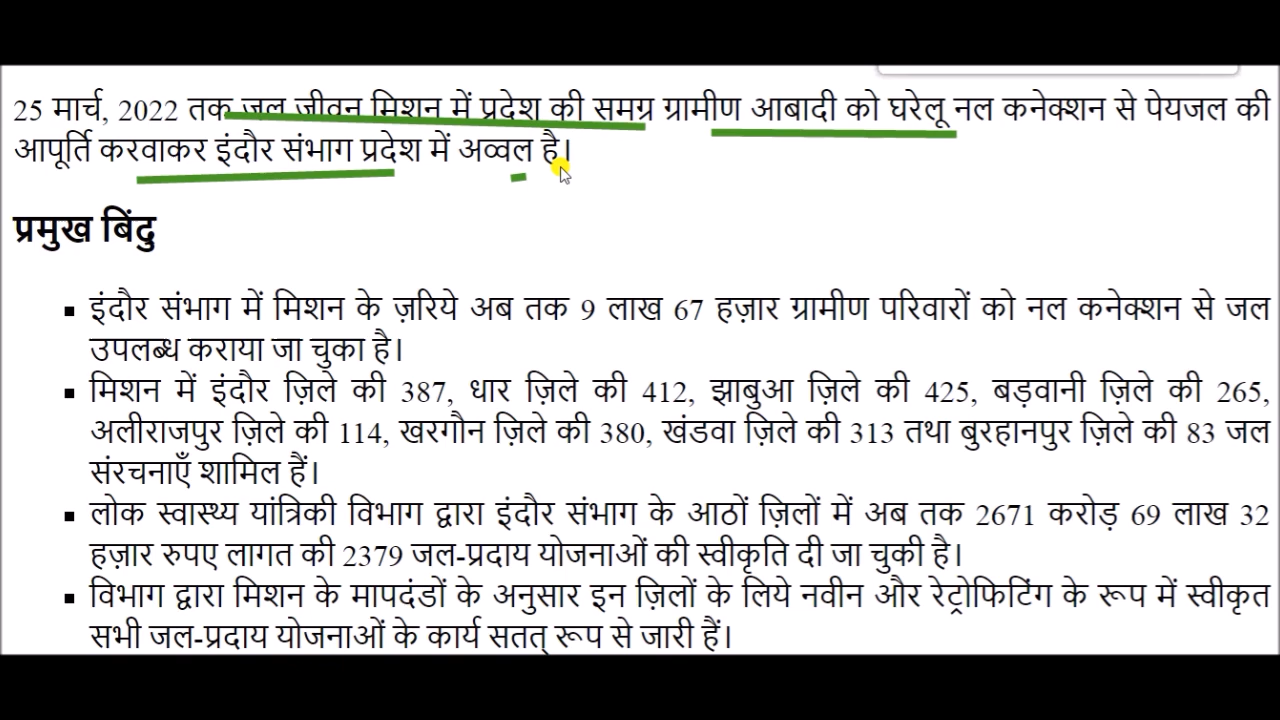 25 मार्च, 2022 तक जल जीवन मिशन में प्रदेश की समग्र ग्रामीण आबादी को घरेलू नल कनेक्शन से पेयजल की
आपूर्ति करवाकर इंदौर संभाग प्रदेश में अव्वल है।
प्रमुख बिंदु
▪ इंदौर संभाग में मिशन के ज़रिये अब तक 9 लाख 67 हज़ार ग्रामीण परिवारों को नल कनेक्शन से जल
उपलब्ध कराया जा चुका है।
▪ मिशन में इंदौर ज़िले की 387, धार ज़िले की 412, झाबुआ ज़िले की 425, बड़वानी ज़िले की 265,
अलीराजपुर ज़िले की 114, खरगौन ज़िले की 380, खंडवा ज़िले की 313 तथा बुरहानपुर ज़िले की 83 जल
संरचनाएँ शामिल हैं।
▪ लोक स्वास्थ्य यांत्रिकी विभाग द्वारा इंदौर संभाग के आठों ज़िलों में अब तक 2671 करोड़ 69 लाख 32
हज़ार रुपए लागत की 2379 जल-प्रदाय योजनाओं की स्वीकृति दी जा चुकी है।
▪ विभाग द्वारा मिशन के मापदंडों के अनुसार इन ज़िलों के लिये नवीन और रेट्रोफिटिंग के रूप में स्वीकृत
सभी जल-प्रदाय योजनाओं के कार्य सतत् रूप से जारी हैं।